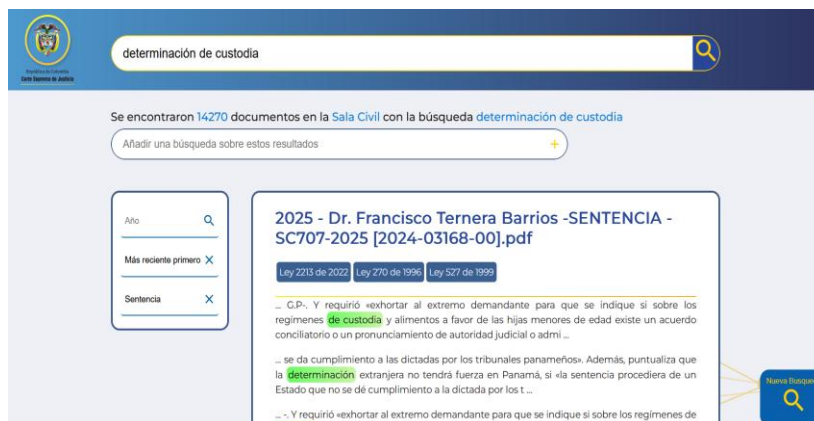 determinación de custodia
República de Colombia
Corte Suprema de Justicia
Se encontraron 14270 documentos en la Sala Civil con la búsqueda determinación de custodia
Añadir una búsqueda sobre estos resultados +
Año
Más reciente primero X
Sentencia X
2025 - Dr. Francisco Ternera Barrios -SENTENCIA -
SC707-2025 [2024-03168-00].pdf
Ley 2213 de 2022 Ley 270 de 1996 Ley 527 de 1999
... G.P-. Y requirió «exhortar al extremo demandante para que se indique si sobre los
regímenes de custodia y alimentos a favor de las hijas menores de edad existe un acuerdo
conciliatorio o un pronunciamiento de autoridad judicial o admi ...
... se da cumplimiento a las dictadas por los tribunales panameños». Además, puntualiza que
la determinación extranjera no tendrá fuerza en Panamá, si «la sentencia procediera de un
Estado que no se dé cumplimiento a la dictada por los t ...
... -. Y requirió «exhortar al extremo demandante para que se indique si sobre los regímenes de
Nueva Busque